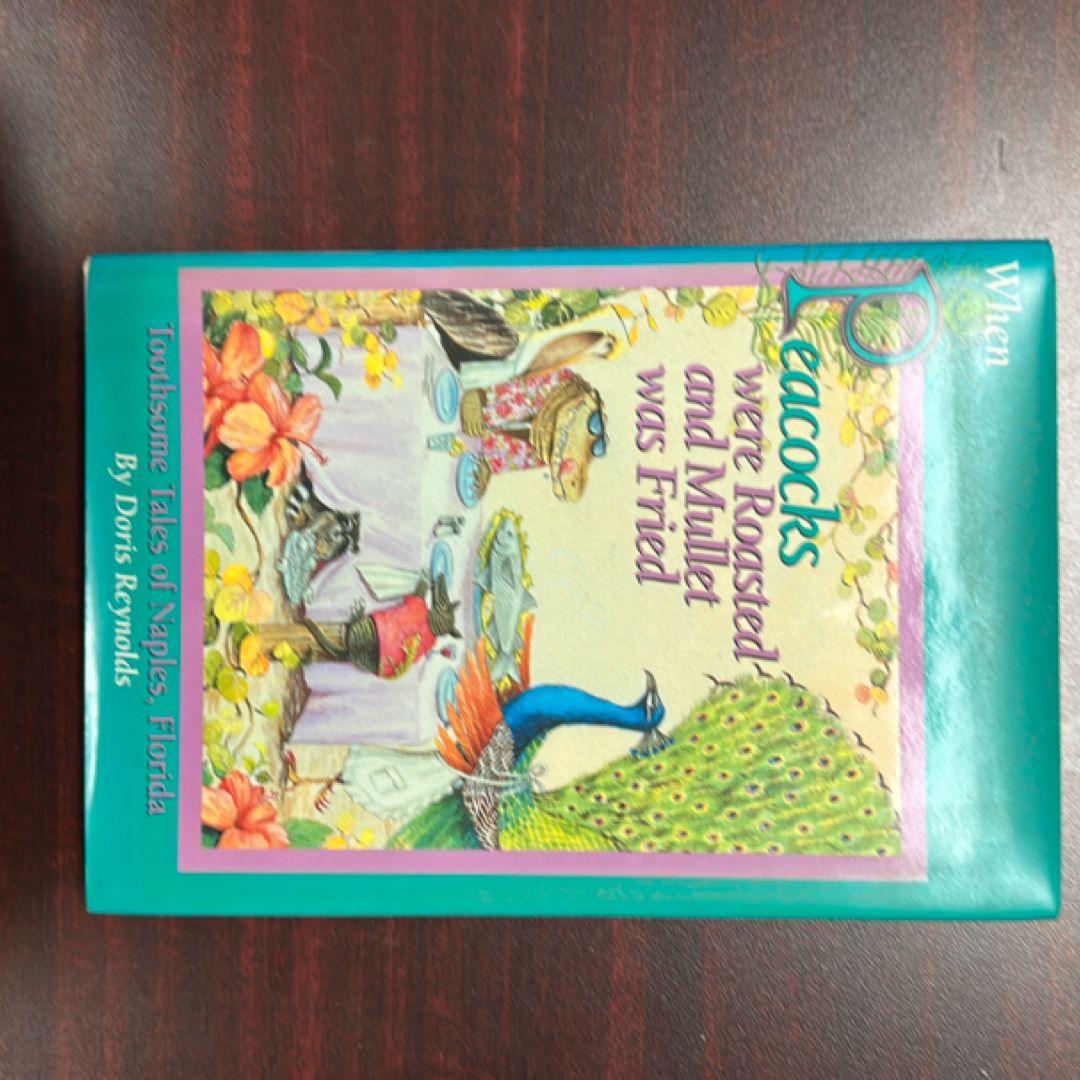 When
Peacocks
were Roasted
and Mullet
was Fried
Toothsome Tales of Naples, Florida
By Doris Reynolds